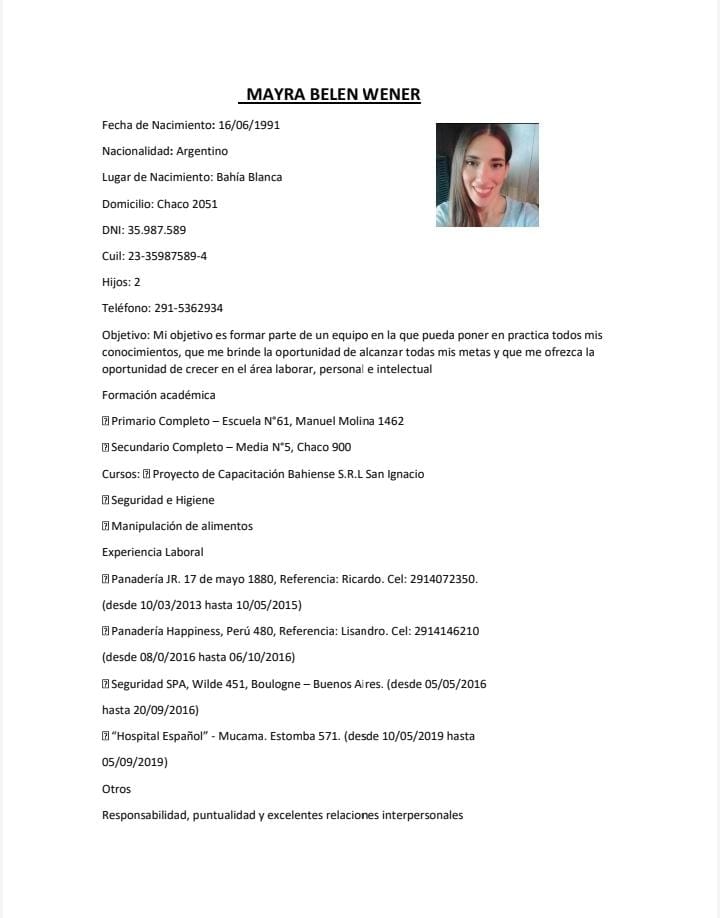 MAYRA BELEN WENER
Fecha de Nacimiento: 16/06/1991
Nacionalidad: Argentino
Lugar de Nacimiento: Bahía Blanca
Domicilio: Chaco 2051
DNI: 35.987.589
Cuil: 23-35987589-4
Hijos: 2
Teléfono: 291-5362934
Objetivo: Mi objetivo es formar parte de un equipo en la que pueda poner en practica todos mis
conocimientos, que me brinde la oportunidad de alcanzar todas mis metas y que me ofrezca la
oportunidad de crecer en el área laborar, personal e intelectual
Formación académica
⍰ Primario Completo – Escuela N°61, Manuel Molina 1462
⍰ Secundario Completo – Media N°5, Chaco 900
Cursos: ⍰ Proyecto de Capacitación Bahiense S.R.L San Ignacio
⍰ Seguridad e Higiene
⍰ Manipulación de alimentos
Experiencia Laboral
⍰ Panadería JR. 17 de mayo 1880, Referencia: Ricardo. Cel: 2914072350.
(desde 10/03/2013 hasta 10/05/2015)
⍰ Panadería Happiness, Perú 480, Referencia: Lisandro. Cel: 2914146210
(desde 08/0/2016 hasta 06/10/2016)
⍰ Seguridad SPA, Wilde 451, Boulogne – Buenos Aires. (desde 05/05/2016
hasta 20/09/2016)
⍰ “Hospital Español” - Mucama. Estomba 571. (desde 10/05/2019 hasta
05/09/2019)
Otros
Responsabilidad, puntualidad y excelentes relaciones interpersonales